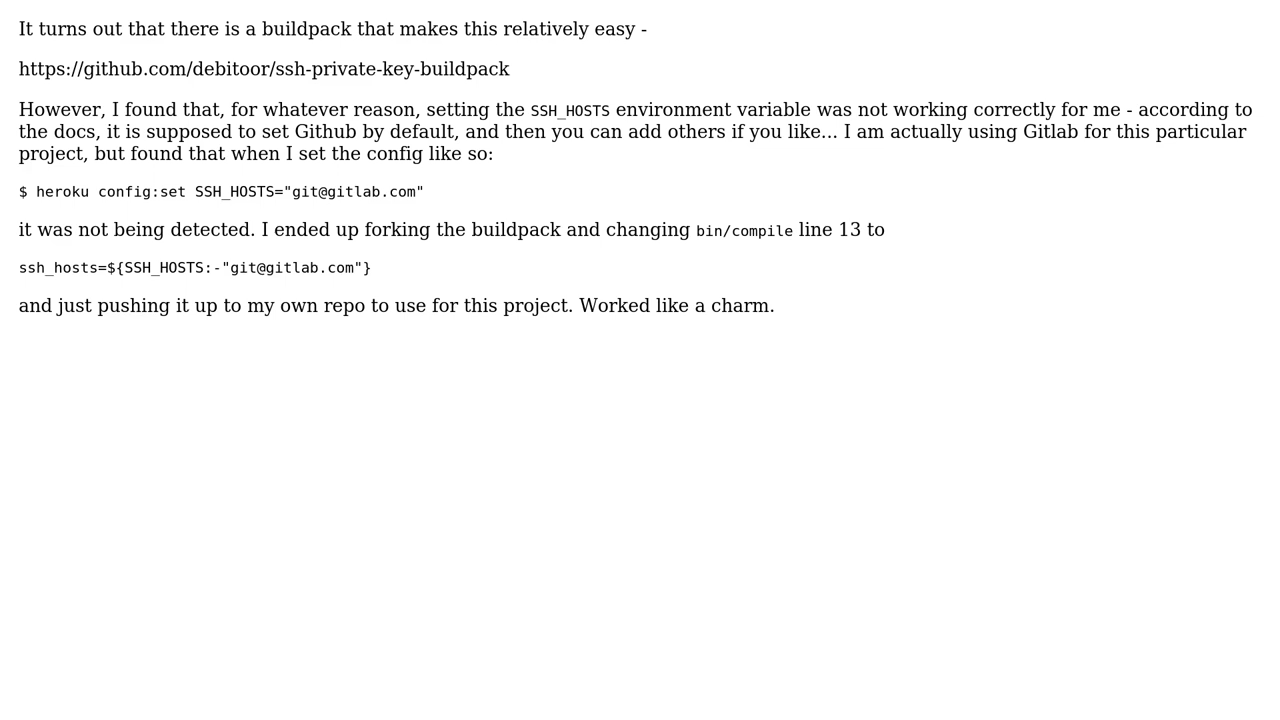 It turns out that there is a buildpack that makes this relatively easy -
https://github.com/debitoor/ssh-private-key-buildpack
However, I found that, for whatever reason, setting the SSH_HOSTS environment variable was not working correctly for me - according to
the docs, it is supposed to set Github by default, and then you can add others if you like... I am actually using Gitlab for this particular
project, but found that when I set the config like so:
$ heroku config:set SSH_HOSTS="git@gitlab.com"
it was not being detected. I ended up forking the buildpack and changing bin/compile line 13 to
ssh_hosts=${SSH_HOSTS:-"git@gitlab.com"}
and just pushing it up to my own repo to use for this project. Worked like a charm.